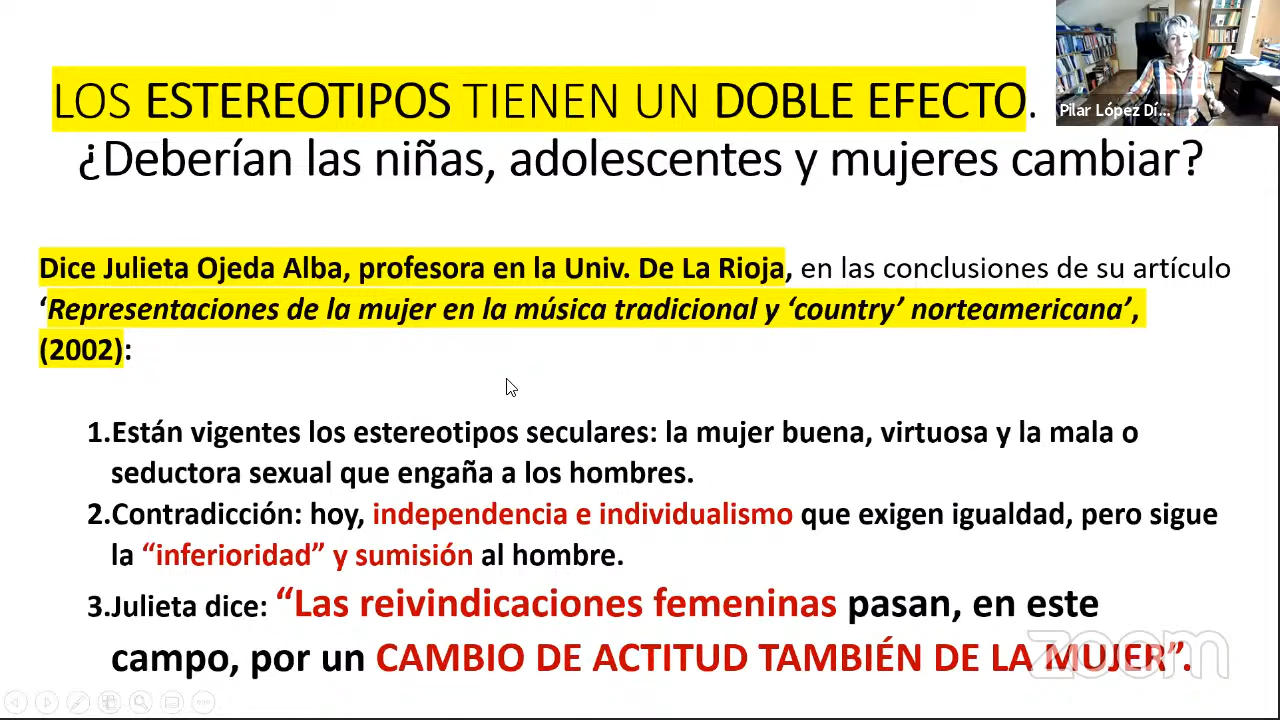 LOS ESTEREOTIPOS TIENEN UN DOBLE EFECTO.
¿Deberían las niñas, adolescentes y mujeres cambiar?
Pilar López Dí...
Dice Julieta Ojeda Alba, profesora en la Univ. De La Rioja, en las conclusiones de su artículo
‘Representaciones de la mujer en la música tradicional y ‘country’ norteamericana’,
(2002):
1.Están vigentes los estereotipos seculares: la mujer buena, virtuosa y la mala o
seductora sexual que engaña a los hombres.
2.Contradicción: hoy, independencia e individualismo que exigen igualdad, pero sigue
la “inferioridad” y sumisión al hombre.
3.Julieta dice: “Las reivindicaciones femeninas pasan, en este
campo, por un CAMBIO DE ACTITUD TAMBIÉN DE LA MUJER”.
zoom